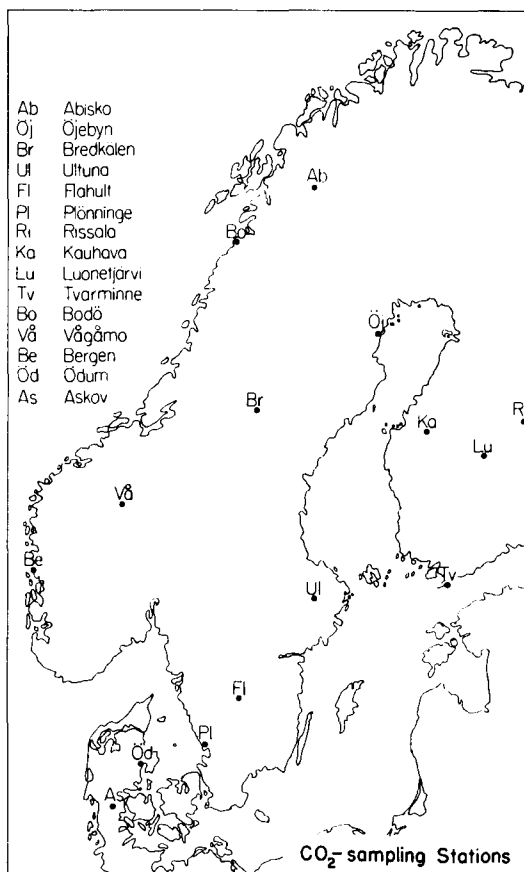 Ab Abisko
Öj Öjebyn
Br Bredkalen
Ul Ultuna
Fl Flahult
Pl Plönninge
Ri Rissala
Ka Kauhava
Lu Luonetjärvi
Tv Tvarminne
Bo Bodö
Vå Vågåmo
Be Bergen
Öd Ödum
As Askov
Ab
Bo
Öj
Br
Ka
R
Lu
Vå
Be
Tv
Ul
Fl
Pl
Öd
A
CO₂-sampling Stations